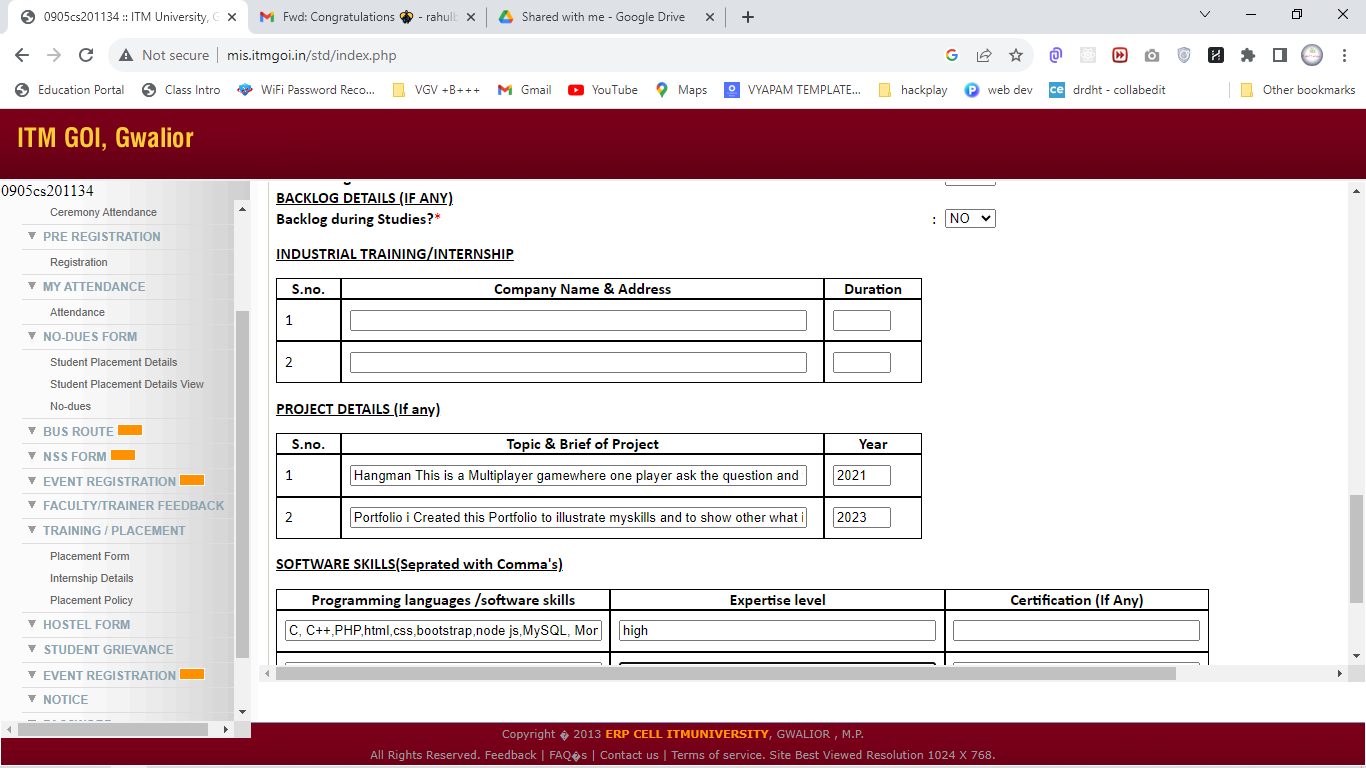 0905cs201134 :: ITM University, G
Fwd: Congratulations - rahulb
Shared with me - Google Drive
Not secure mis.itmgoi.in/std/index.php
Education Portal Class Intro WiFi Password Reco... VGV +B+++ Gmail YouTube Maps VYAPAM TEMPLATE... hackplay web dev drdht - collabedit Other bookmarks
ITM GOI, Gwalior
0905cs201134
Ceremony Attendance
PRE REGISTRATION
Registration
MY ATTENDANCE
Attendance
NO-DUES FORM
Student Placement Details
Student Placement Details View
No-dues
BUS ROUTE
NSS FORM
EVENT REGISTRATION
FACULTY/TRAINER FEEDBACK
TRAINING / PLACEMENT
Placement Form
Internship Details
Placement Policy
HOSTEL FORM
STUDENT GRIEVANCE
EVENT REGISTRATION
NOTICE
BACKLOG DETAILS (IF ANY)
Backlog during Studies?* : NO
INDUSTRIAL TRAINING/INTERNSHIP
S.no. Company Name & Address Duration
1
2
PROJECT DETAILS (If any)
S.no. Topic & Brief of Project Year
1 Hangman This is a Multiplayer gamewhere one player ask the question and 2021
2 Portfolio i Created this Portfolio to illustrate myskills and to show other what i 2023
SOFTWARE SKILLS(Seprated with Comma's)
Programming languages /software skills Expertise level Certification (If Any)
C, C++,PHP,html,css,bootstrap,node js,MySQL, Mor high
Copyright � 2013 ERP CELL ITMUNIVERSITY, GWALIOR , M.P.
All Rights Reserved. Feedback | FAQ�s | Contact us | Terms of service. Site Best Viewed Resolution 1024 X 768.